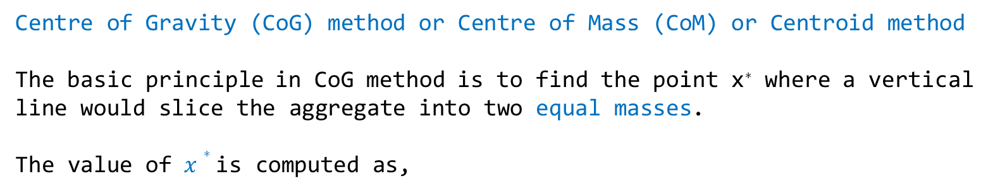 Centre of Gravity (CoG) method or Centre of Mass (CoM) or Centroid method
The basic principle in CoG method is to find the point x* where a vertical
line would slice the aggregate into two equal masses.
The value of x* is computed as,